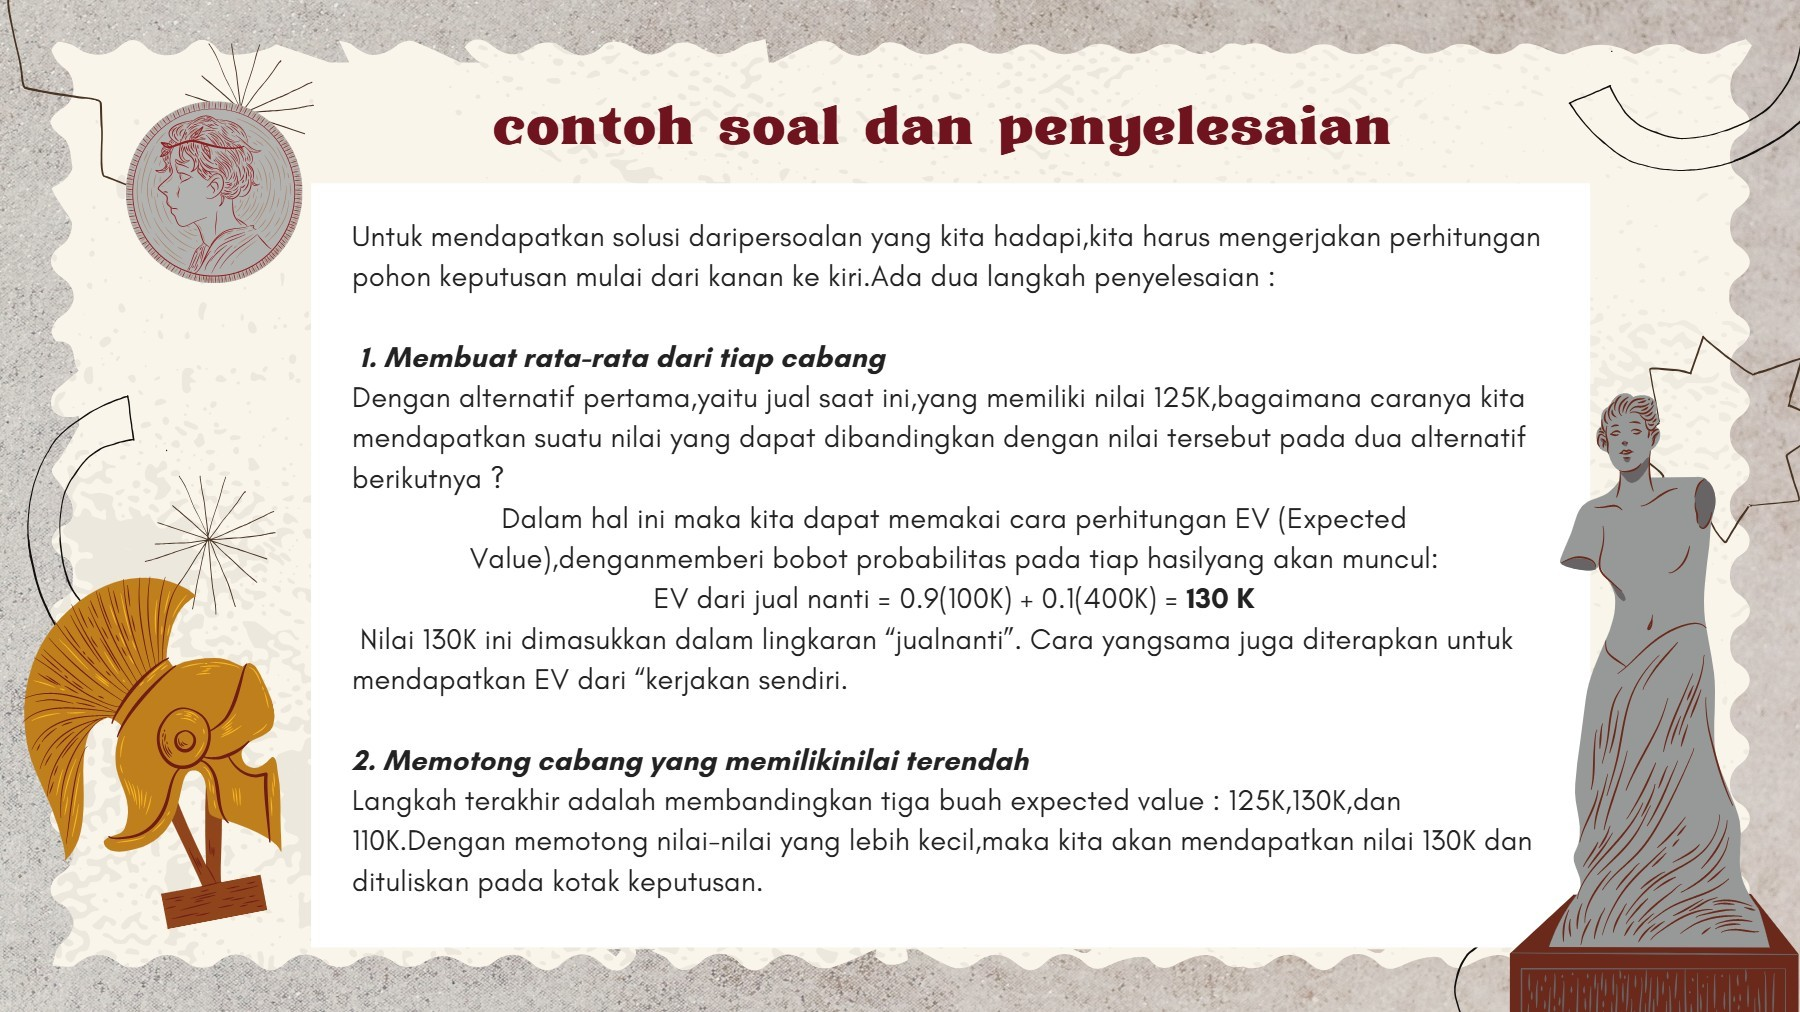 contoh soal dan penyelesaian
Untuk mendapatkan solusi daripersoalan yang kita hadapi,kita harus mengerjakan perhitungan
pohon keputusan mulai dari kanan ke kiri.Ada dua langkah penyelesaian :
1. Membuat rata-rata dari tiap cabang
Dengan alternatif pertama,yaitu jual saat ini,yang memiliki nilai 125K,bagaimana caranya kita
mendapatkan suatu nilai yang dapat dibandingkan dengan nilai tersebut pada dua alternatif
berikutnya ?
Dalam hal ini maka kita dapat memakai cara perhitungan EV (Expected
Value),denganmemberi bobot probabilitas pada tiap hasilyang akan muncul:
EV dari jual nanti = 0.9(100K) + 0.1(400K) = 130 K
Nilai 130K ini dimasukkan dalam lingkaran “jualnanti”. Cara yangsama juga diterapkan untuk
mendapatkan EV dari “kerjakan sendiri.
2. Memotong cabang yang memilikinilai terendah
Langkah terakhir adalah membandingkan tiga buah expected value : 125K,130K,dan
110K.Dengan memotong nilai-nilai yang lebih kecil,maka kita akan mendapatkan nilai 130K dan
dituliskan pada kotak keputusan.